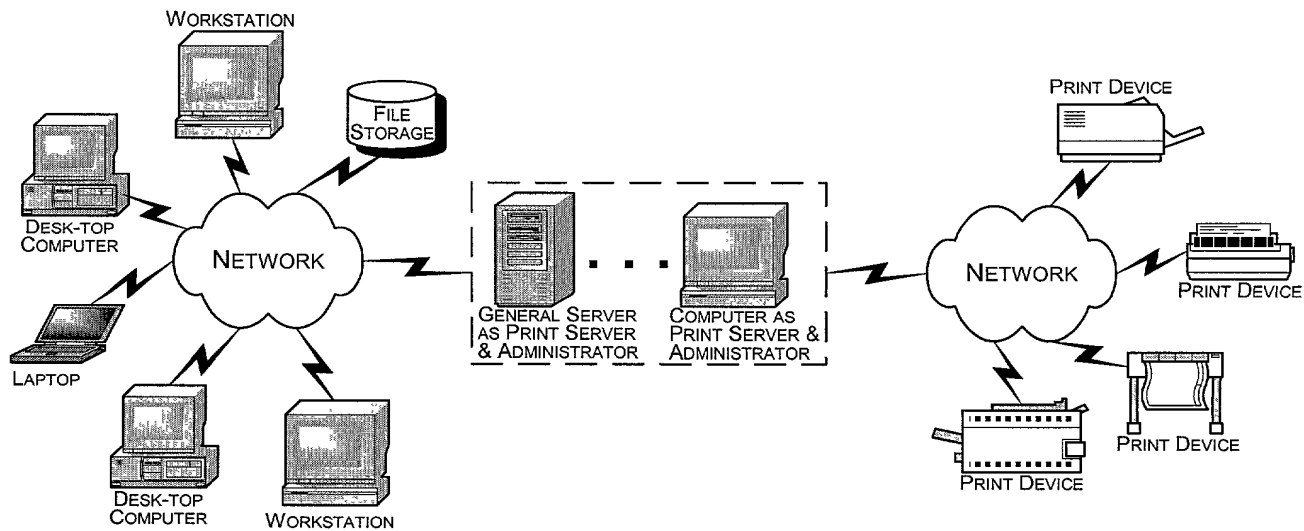 WORKSTATION
FILE
STORAGE
DESK-TOP
COMPUTER
NETWORK
LAPTOP
DESK-TOP
COMPUTER
WORKSTATION
GENERAL SERVER
AS PRINT SERVER
& ADMINISTRATOR
COMPUTER AS
PRINT SERVER &
ADMINISTRATOR
NETWORK
PRINT DEVICE
PRINT DEVICE
PRINT DEVICE
PRINT DEVICE